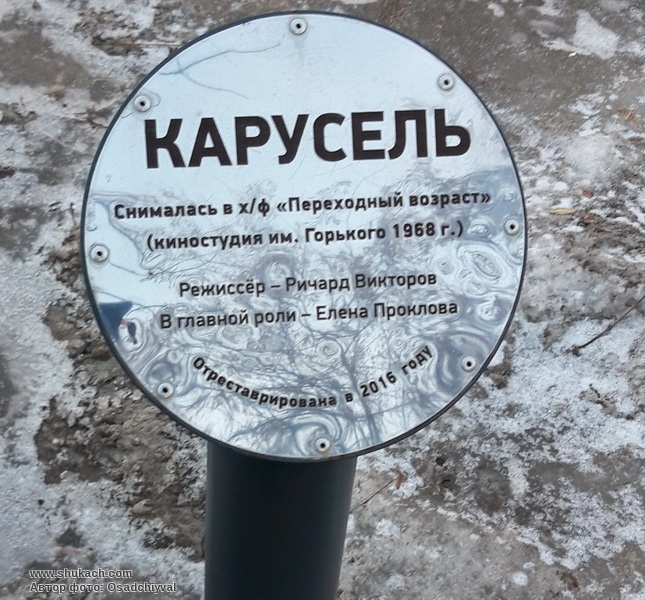 КАРУСЕЛЬ
Снималась в х/ф «Переходный возраст»
(киностудия им. Горького 1968 г.)
Режиссёр – Ричард Викторов
В главной роли – Елена Проклова
Отреставрирована в 2016 году
www.shukach.com
Автор фото: Osadchiyval